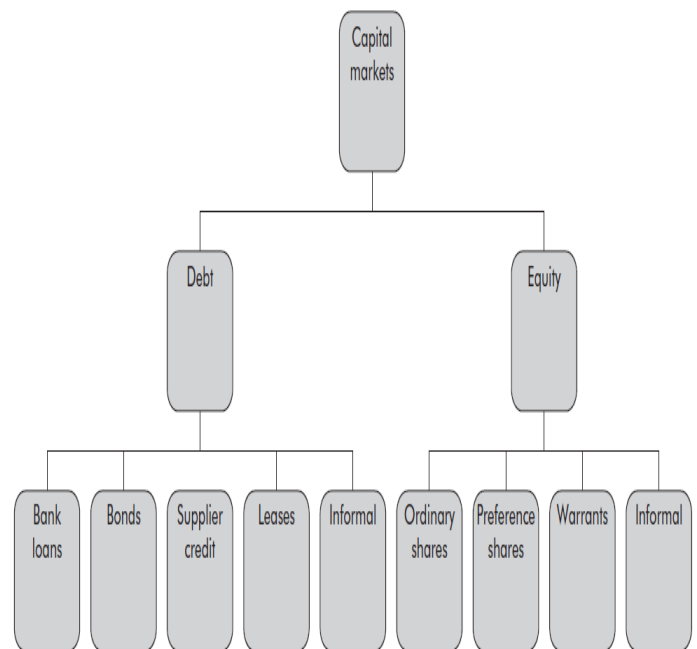 Capital
markets
Debt
Equity
Bank
loans
Bonds
Supplier
credit
Leases
Informal
Ordinary
shares
Preference
shares
Warrants
Informal